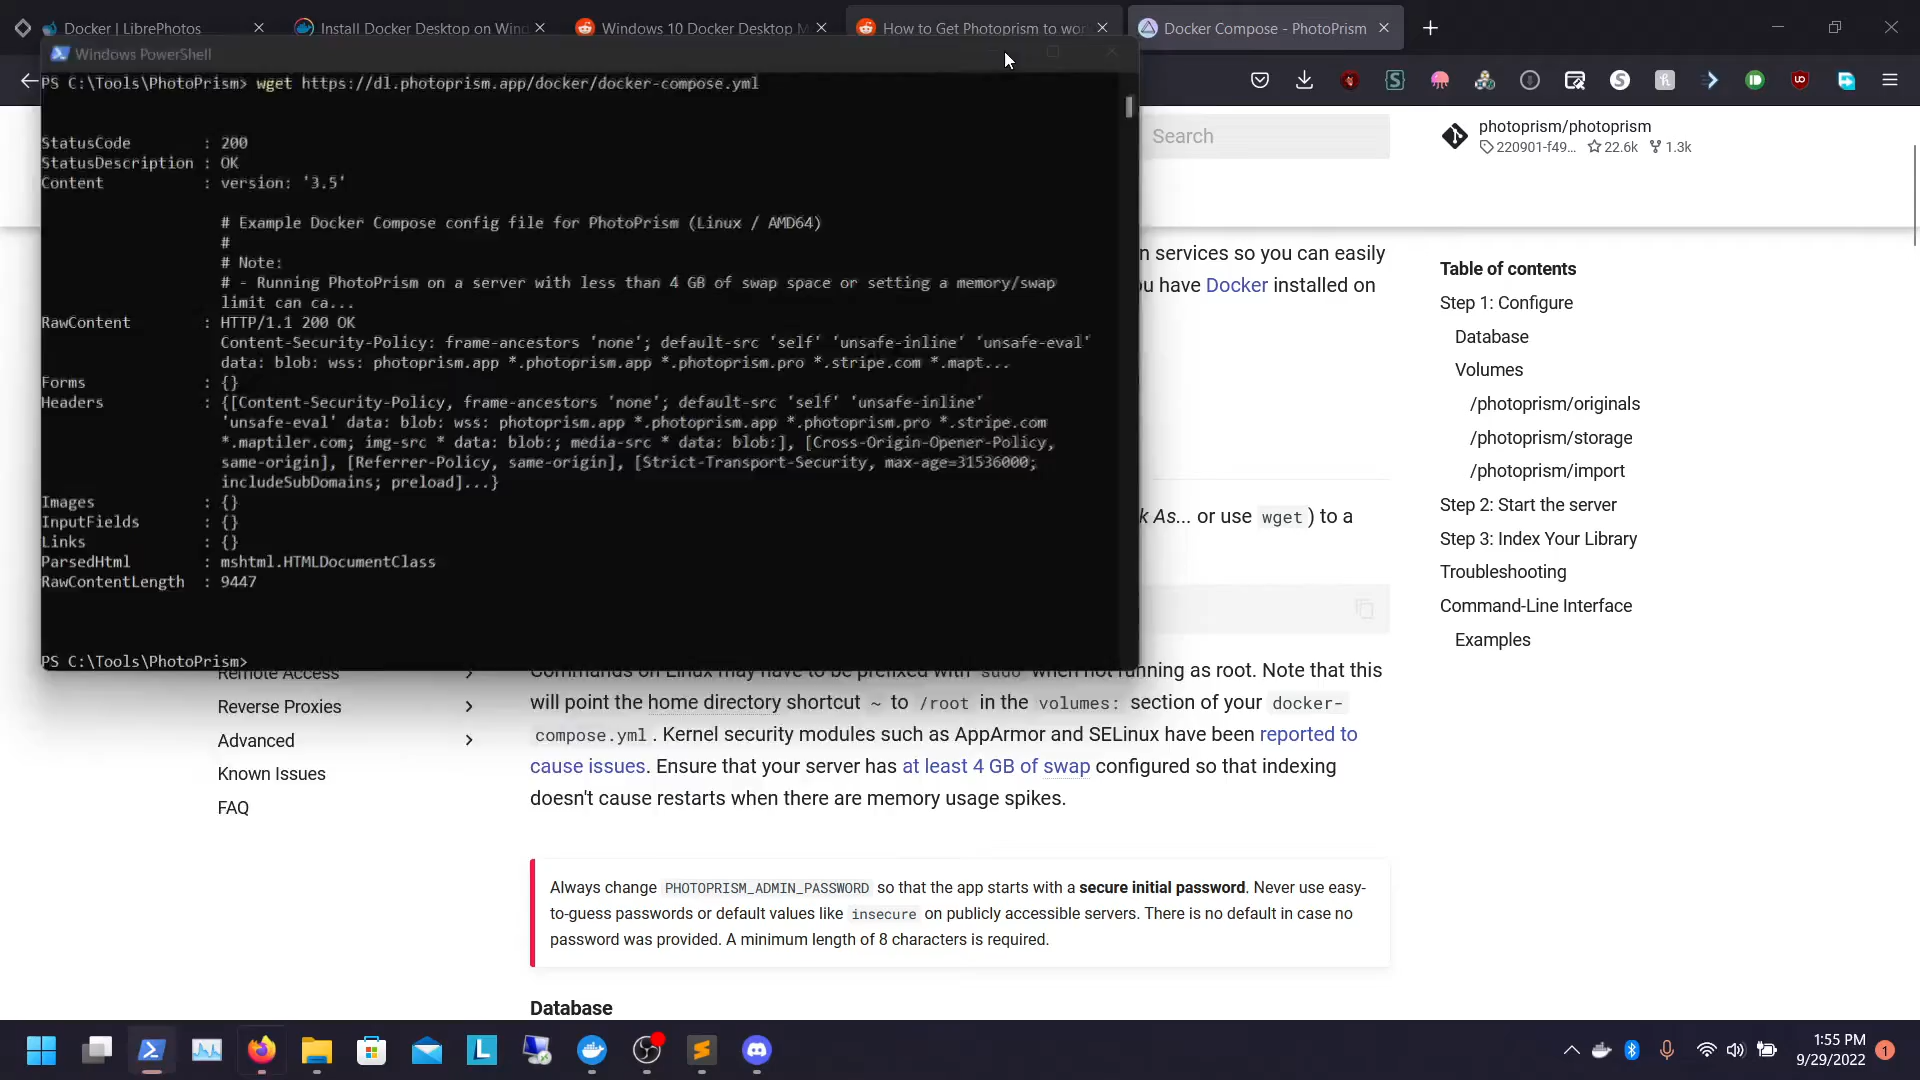 Docker | LibrePhotos
Install Docker Desktop on Wind
Windows 10 Docker Desktop M
How to Get Photoprism to wor
Docker Compose - PhotoPrism
Windows PowerShell
PS C:\Tools\PhotoPrism> wget https://dl.photoprism.app/docker/docker-compose.yml
StatusCode : 200
StatusDescription : OK
Content : version: '3.5'
# Example Docker Compose config file for PhotoPrism (Linux / AMD64)
#
# Note:
# - Running PhotoPrism on a server with less than 4 GB of swap space or setting a memory/swap
limit can ca...
RawContent : HTTP/1.1 200 OK
Content-Security-Policy: frame-ancestors 'none'; default-src 'self' 'unsafe-inline' 'unsafe-eval'
data: blob: wss: photoprism.app *.photoprism.app *.photoprism.pro *.stripe.com *.mapt...
Forms : {}
Headers : {[Content-Security-Policy, frame-ancestors 'none'; default-src 'self' 'unsafe-inline'
'unsafe-eval' data: blob: wss: photoprism.app *.photoprism.app *.photoprism.pro *.stripe.com
*.maptiler.com; img-src * data: blob:; media-src * data: blob:], [Cross-Origin-Opener-Policy,
same-origin], [Referrer-Policy, same-origin], [Strict-Transport-Security, max-age=31536000;
includeSubDomains; preload]...}
Images : {}
InputFields : {}
Links : {}
ParsedHtml : mshtml.HTMLDocumentClass
RawContentLength : 9447
PS C:\Tools\PhotoPrism>
Search
photoprism/photoprism
220901-f49... 22.6k 1.3k
n services so you can easily
u have Docker installed on
k As... or use wget ) to a
Table of contents
Step 1: Configure
Database
Volumes
/photoprism/originals
/photoprism/storage
/photoprism/import
Step 2: Start the server
Step 3: Index Your Library
Troubleshooting
Command-Line Interface
Examples
Remote Access
Reverse Proxies
Advanced
Known Issues
FAQ
Commands on Linux may have to be prefixed with sudo when not running as root. Note that this
will point the home directory shortcut ~ to /root in the volumes: section of your docker-
compose.yml . Kernel security modules such as AppArmor and SELinux have been reported to
cause issues. Ensure that your server has at least 4 GB of swap configured so that indexing
doesn't cause restarts when there are memory usage spikes.
Always change PHOTOPRISM_ADMIN_PASSWORD so that the app starts with a secure initial password. Never use easy-
to-guess passwords or default values like insecure on publicly accessible servers. There is no default in case no
password was provided. A minimum length of 8 characters is required.
Database
1:55 PM
9/29/2022
1